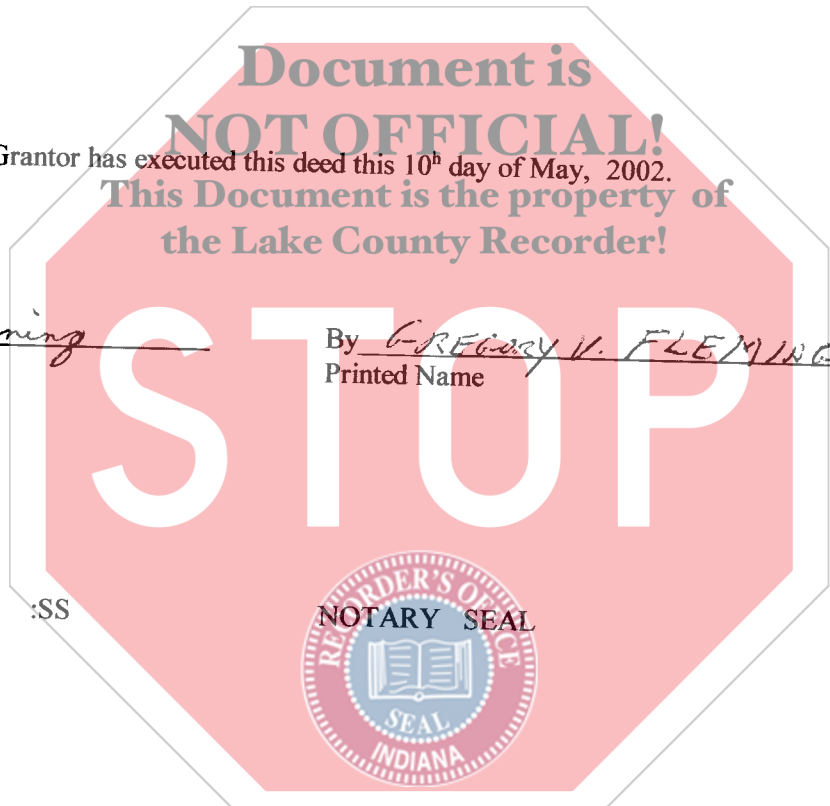 Document is
NOT OFFICIAL!
Grantor has executed this deed this 10h day of May, 2002.
This Document is the property of
the Lake County Recorder!
ning
By GREGORY V. FLEMING
Printed Name
STOP
:SS
NOTARY SEAL
RECORDER'S OFFICE
SEAL
INDIANA